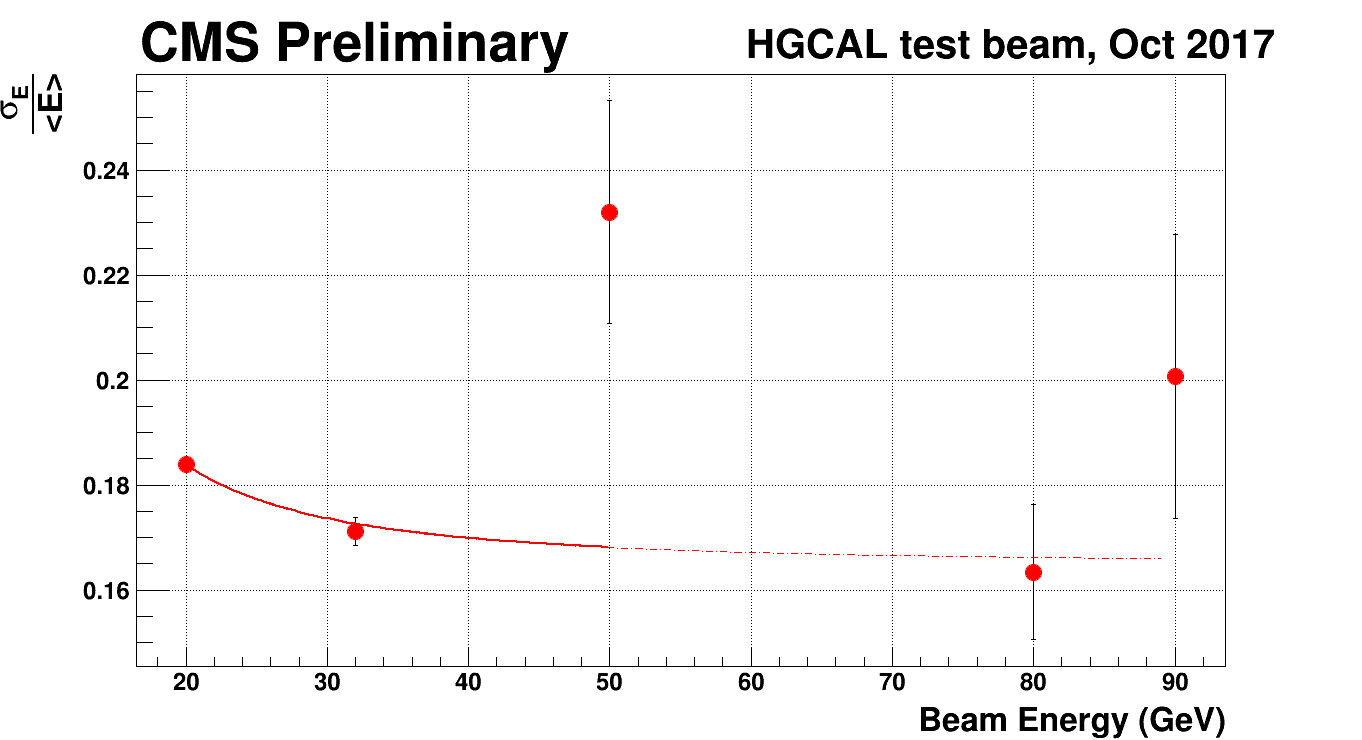 CMS Preliminary
HGCAL test beam, Oct 2017
σE
<E>
0.24
0.22
0.2
0.18
0.16
20 30 40 50 60 70 80 90
Beam Energy (GeV)